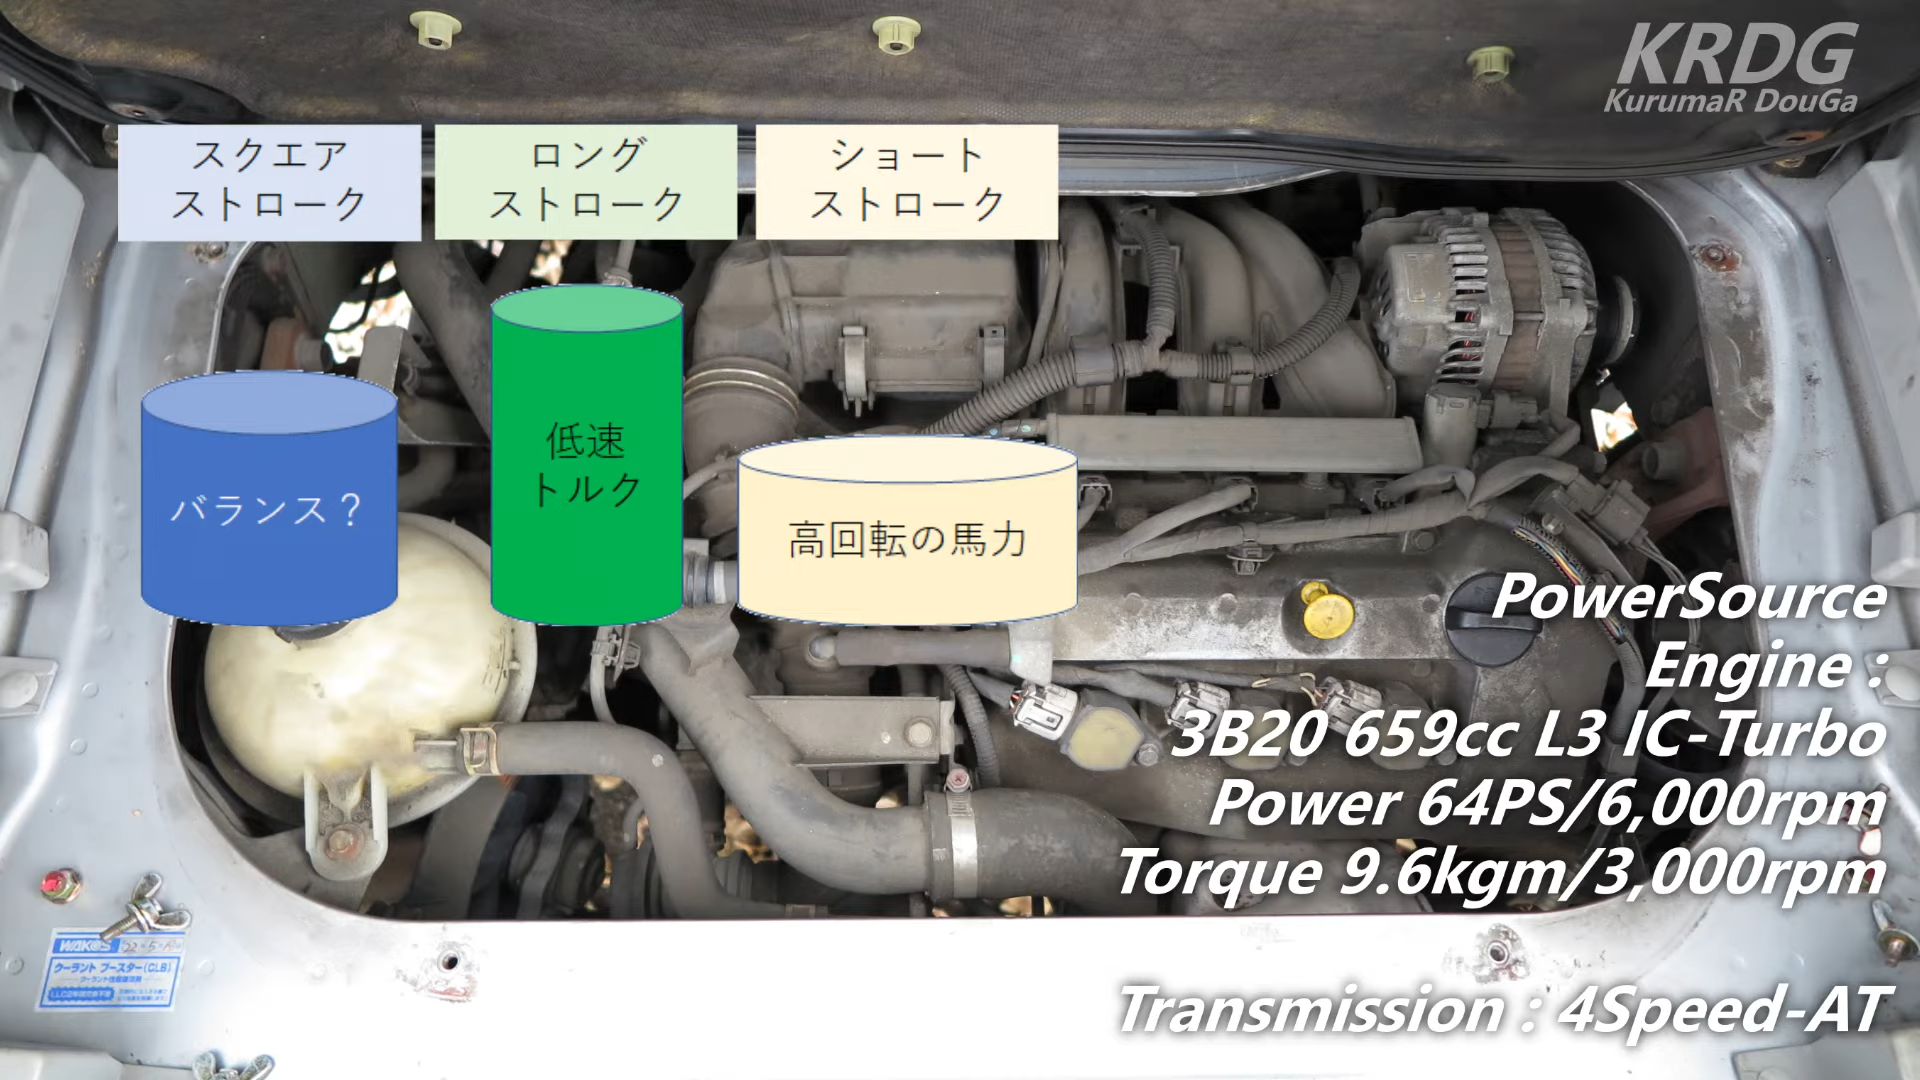 KRDG
KurumaR DouGa
スクエア
ストローク
ロング
ストローク
ショート
ストローク
バランス？
低速
トルク
高回転の馬力
PowerSource
Engine :
3B20 659cc L3 IC-Turbo
Power 64PS/6,000rpm
Torque 9.6kgm/3,000rpm
Transmission : 4Speed-AT
WAKO'S
クーラント ブースター(CLB)